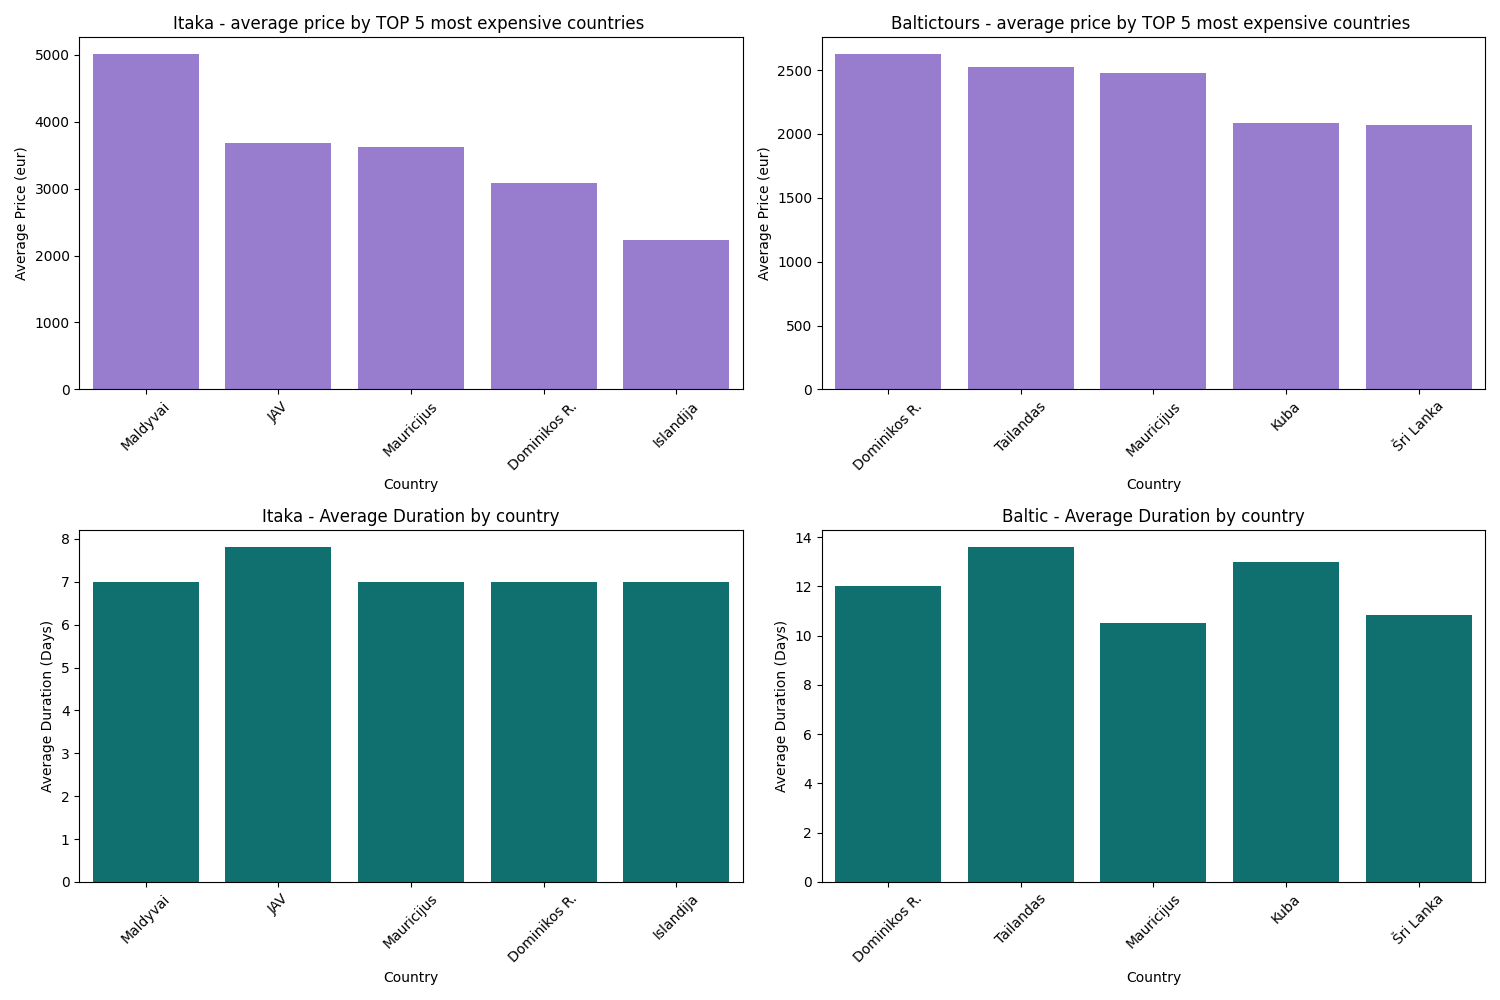 Itaka - average price by TOP 5 most expensive countries
Average Price (eur)
5000
4000
3000
2000
1000
0
Maldyvai
JAV
Mauricijus
Dominikos R.
Islandija
Country
Baltictours - average price by TOP 5 most expensive countries
Average Price (eur)
2500
2000
1500
1000
500
0
Dominikos R.
Tailandas
Mauricijus
Kuba
Šri Lanka
Country
Itaka - Average Duration by country
Average Duration (Days)
8
7
6
5
4
3
2
1
0
Maldyvai
JAV
Mauricijus
Dominikos R.
Islandija
Country
Baltic - Average Duration by country
Average Duration (Days)
14
12
10
8
6
4
2
0
Dominikos R.
Tailandas
Mauricijus
Kuba
Šri Lanka
Country